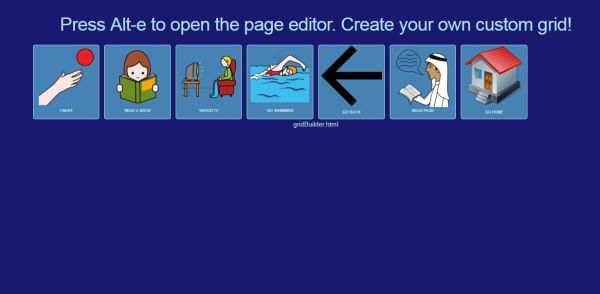 Press Alt-e to open the page editor. Create your own custom grid!
I WANT
READ A BOOK
WATCH TV
GO SWIMMING
GO BACK
READ PAGE
GO HOME
gridBuilder.html